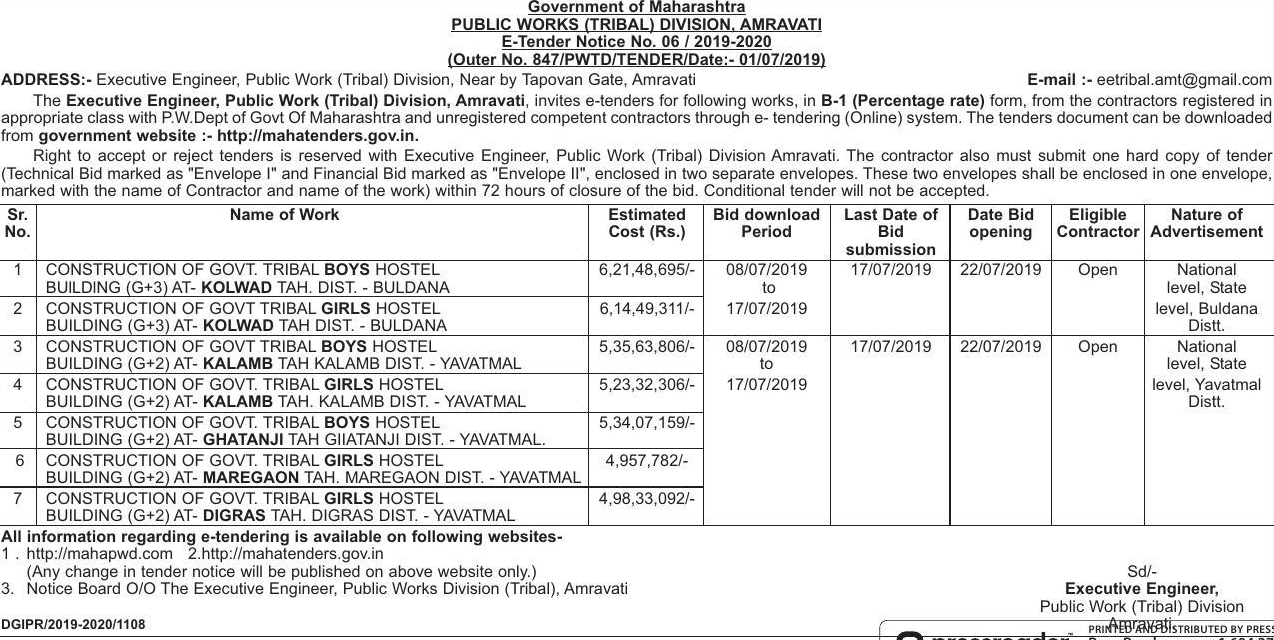 Government of Maharashtra
PUBLIC WORKS (TRIBAL) DIVISION, AMRAVATI
E-Tender Notice No. 06 / 2019-2020
(Outer No. 847/PWTD/TENDER/Date:- 01/07/2019)
ADDRESS:- Executive Engineer, Public Work (Tribal) Division, Near by Tapovan Gate, Amravati E-mail :- eetribal.amt@gmail.com
The Executive Engineer, Public Work (Tribal) Division, Amravati, invites e-tenders for following works, in B-1 (Percentage rate) form, from the contractors registered in
appropriate class with P.W.Dept of Govt Of Maharashtra and unregistered competent contractors through e- tendering (Online) system. The tenders document can be downloaded
from government website :- http://mahatenders.gov.in.
Right to accept or reject tenders is reserved with Executive Engineer, Public Work (Tribal) Division Amravati. The contractor also must submit one hard copy of tender
(Technical Bid marked as "Envelope I" and Financial Bid marked as "Envelope II", enclosed in two separate envelopes. These two envelopes shall be enclosed in one envelope,
marked with the name of Contractor and name of the work) within 72 hours of closure of the bid. Conditional tender will not be accepted.
Sr. Name of Work Estimated Bid download Last Date of Date Bid Eligible Nature of
No. Cost (Rs.) Period Bid opening Contractor Advertisement
submission
1 CONSTRUCTION OF GOVT. TRIBAL BOYS HOSTEL 6,21,48,695/- 08/07/2019 17/07/2019 22/07/2019 Open National
BUILDING (G+3) AT- KOLWAD TAH. DIST. - BULDANA to level, State
2 CONSTRUCTION OF GOVT TRIBAL GIRLS HOSTEL 6,14,49,311/- 17/07/2019 level, Buldana
BUILDING (G+3) AT- KOLWAD TAH DIST. - BULDANA Distt.
3 CONSTRUCTION OF GOVT TRIBAL BOYS HOSTEL 5,35,63,806/- 08/07/2019 17/07/2019 22/07/2019 Open National
BUILDING (G+2) AT- KALAMB TAH KALAMB DIST. - YAVATMAL to level, State
4 CONSTRUCTION OF GOVT. TRIBAL GIRLS HOSTEL 5,23,32,306/- 17/07/2019 level, Yavatmal
BUILDING (G+2) AT- KALAMB TAH. KALAMB DIST. - YAVATMAL Distt.
5 CONSTRUCTION OF GOVT. TRIBAL BOYS HOSTEL 5,34,07,159/-
BUILDING (G+2) AT- GHATANJI TAH GIIATANJI DIST. - YAVATMAL.
6 CONSTRUCTION OF GOVT. TRIBAL GIRLS HOSTEL 4,957,782/-
BUILDING (G+2) AT- MAREGAON TAH. MAREGAON DIST. - YAVATMAL
7 CONSTRUCTION OF GOVT. TRIBAL GIRLS HOSTEL 4,98,33,092/-
BUILDING (G+2) AT- DIGRAS TAH. DIGRAS DIST. - YAVATMAL
All information regarding e-tendering is available on following websites-
1 . http://mahapwd.com 2.http://mahatenders.gov.in
(Any change in tender notice will be published on above website only.)
3. Notice Board O/O The Executive Engineer, Public Works Division (Tribal), Amravati
Sd/-
Executive Engineer,
Public Work (Tribal) Division
Amravati
DGIPR/2019-2020/1108
PRINTED AND DISTRIBUTED BY PRESS